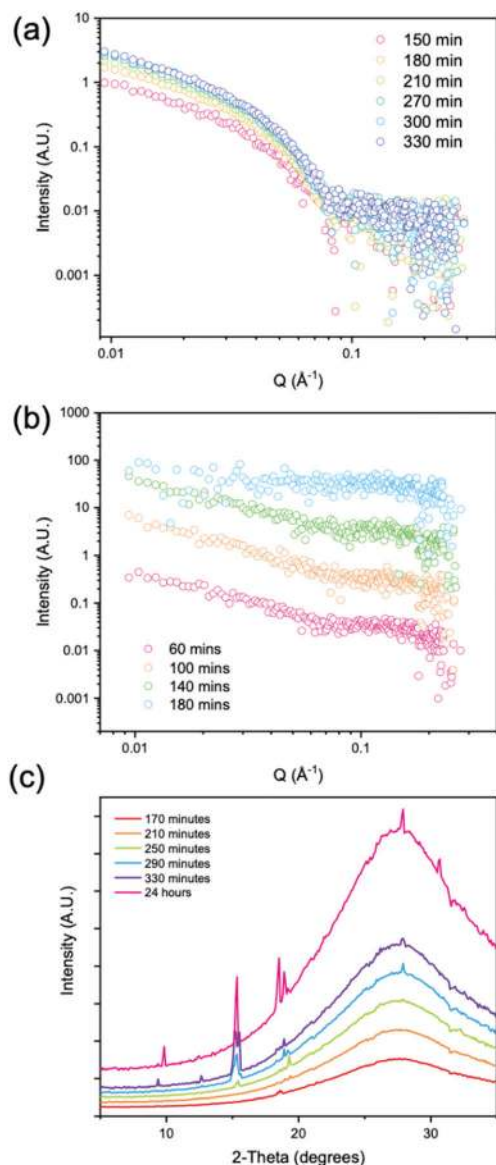 (a)
10
1
0.1
0.01
0.001
Intensity (A.U.)
150 min
180 min
210 min
270 min
300 min
330 min
0.01
0.1
Q (Å⁻¹)
(b)
1000
100
10
1
0.1
0.01
0.001
Intensity (A.U.)
60 mins
100 mins
140 mins
180 mins
0.01
0.1
Q (Å⁻¹)
(c)
Intensity (A.U.)
170 minutes
210 minutes
250 minutes
290 minutes
330 minutes
24 hours
10
20
30
2-Theta (degrees)